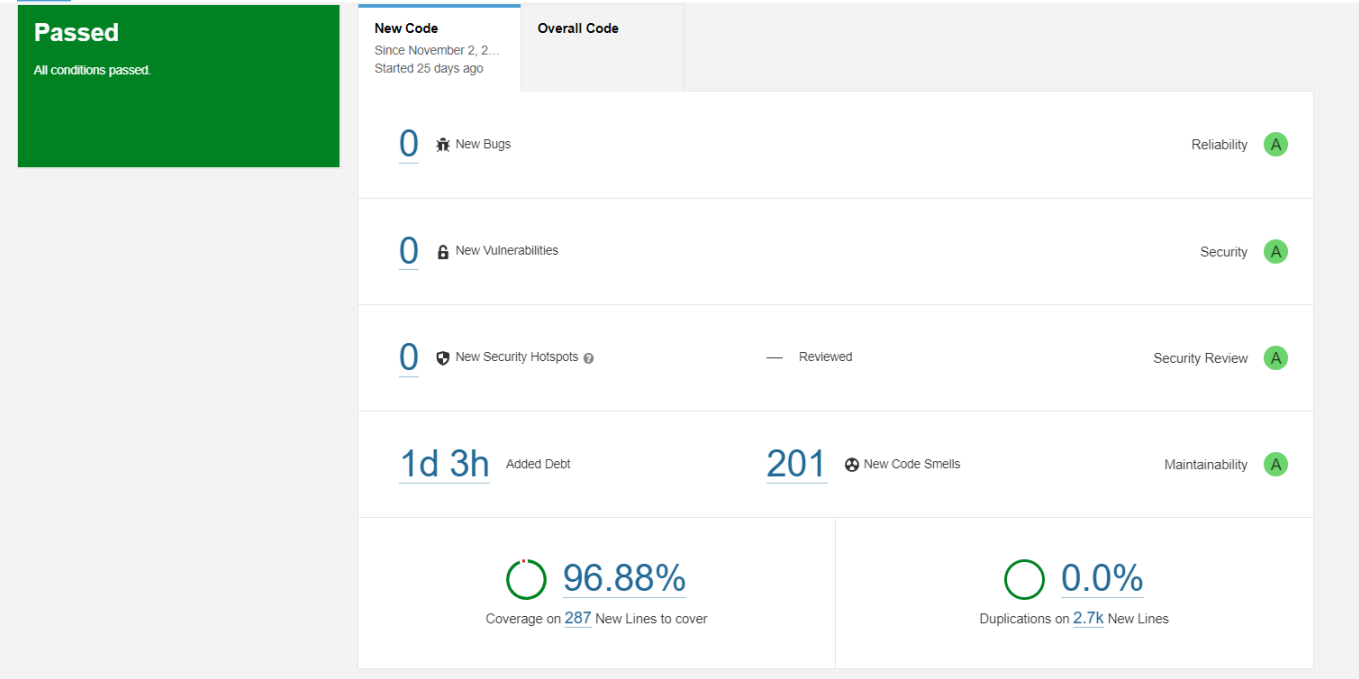 Passed
All conditions passed.
New Code
Since November 2, 2...
Started 25 days ago
Overall Code
0 New Bugs
Reliability A
0 New Vulnerabilities
Security A
0 New Security Hotspots ?
— Reviewed
Security Review A
1d 3h Added Debt
201 New Code Smells
Maintainability A
96.88%
Coverage on 287 New Lines to cover
0.0%
Duplications on 2.7k New Lines